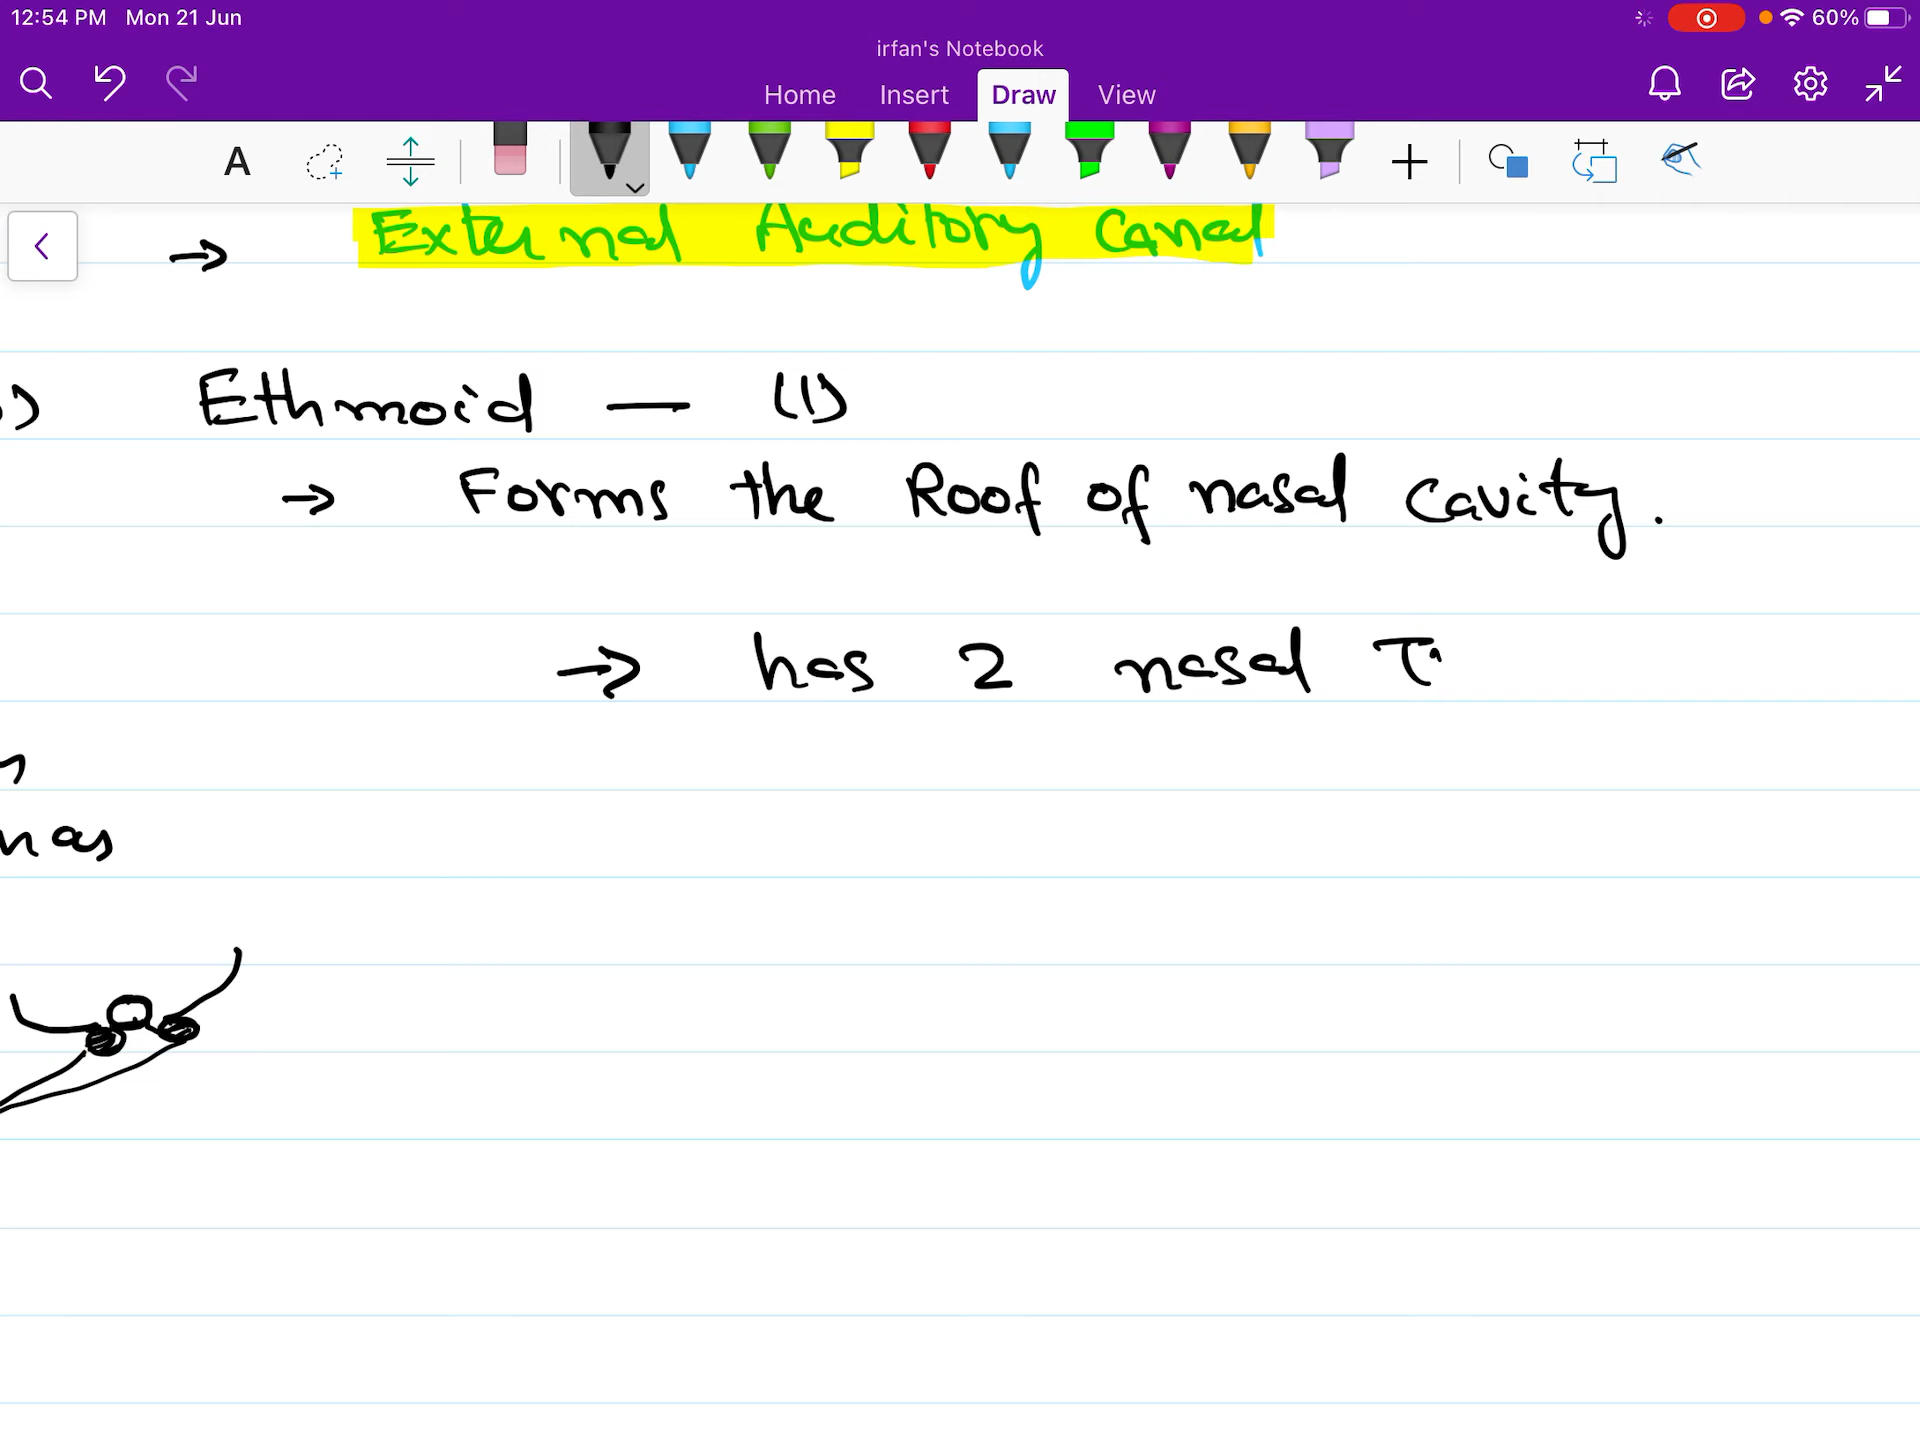 12:54 PM Mon 21 Jun
60%
irfan's Notebook
Home Insert Draw View
A
→ External Auditory Canal
) Ethmoid — (1)
→ Forms the Roof of nasal cavity.
→ has 2 nasal T
nas